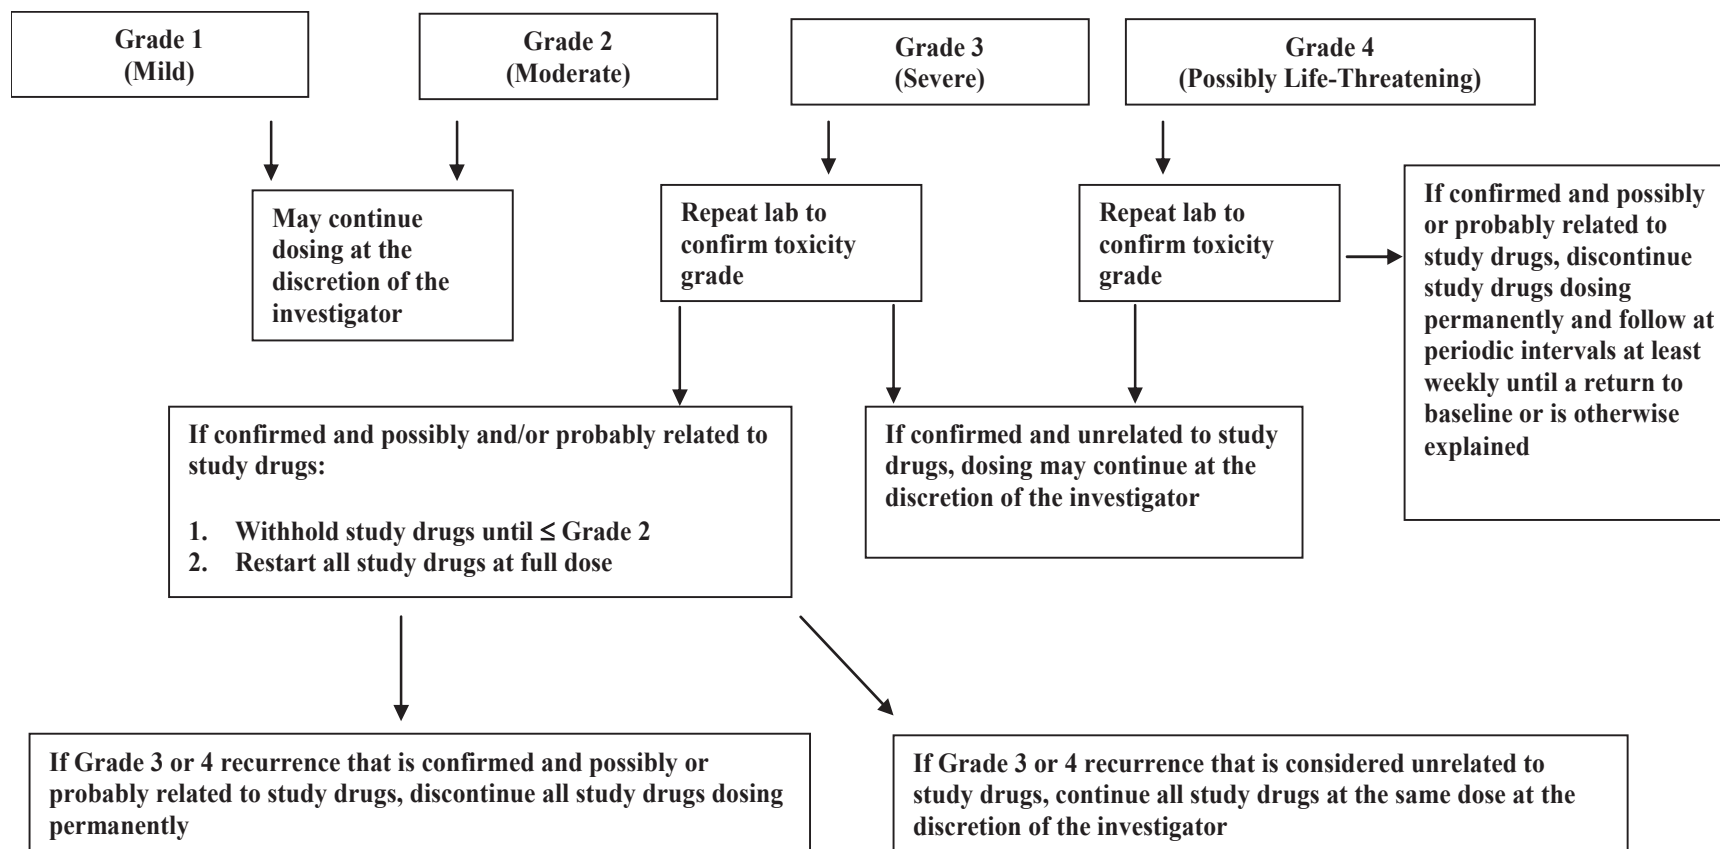 Grade 1
(Mild)
Grade 2
(Moderate)
Grade 3
(Severe)
Grade 4
(Possibly Life-Threatening)
May continue
dosing at the
discretion of the
investigator
Repeat lab to
confirm toxicity
grade
Repeat lab to
confirm toxicity
grade
If confirmed and possibly
or probably related to
study drugs, discontinue
study drugs dosing
permanently and follow at
periodic intervals at least
weekly until a return to
baseline or is otherwise
explained
If confirmed and possibly and/or probably related to
study drugs:
1. Withhold study drugs until ≤ Grade 2
2. Restart all study drugs at full dose
If confirmed and unrelated to study
drugs, dosing may continue at the
discretion of the investigator
If Grade 3 or 4 recurrence that is confirmed and possibly or
probably related to study drugs, discontinue all study drugs dosing
permanently
If Grade 3 or 4 recurrence that is considered unrelated to
study drugs, continue all study drugs at the same dose at the
discretion of the investigator